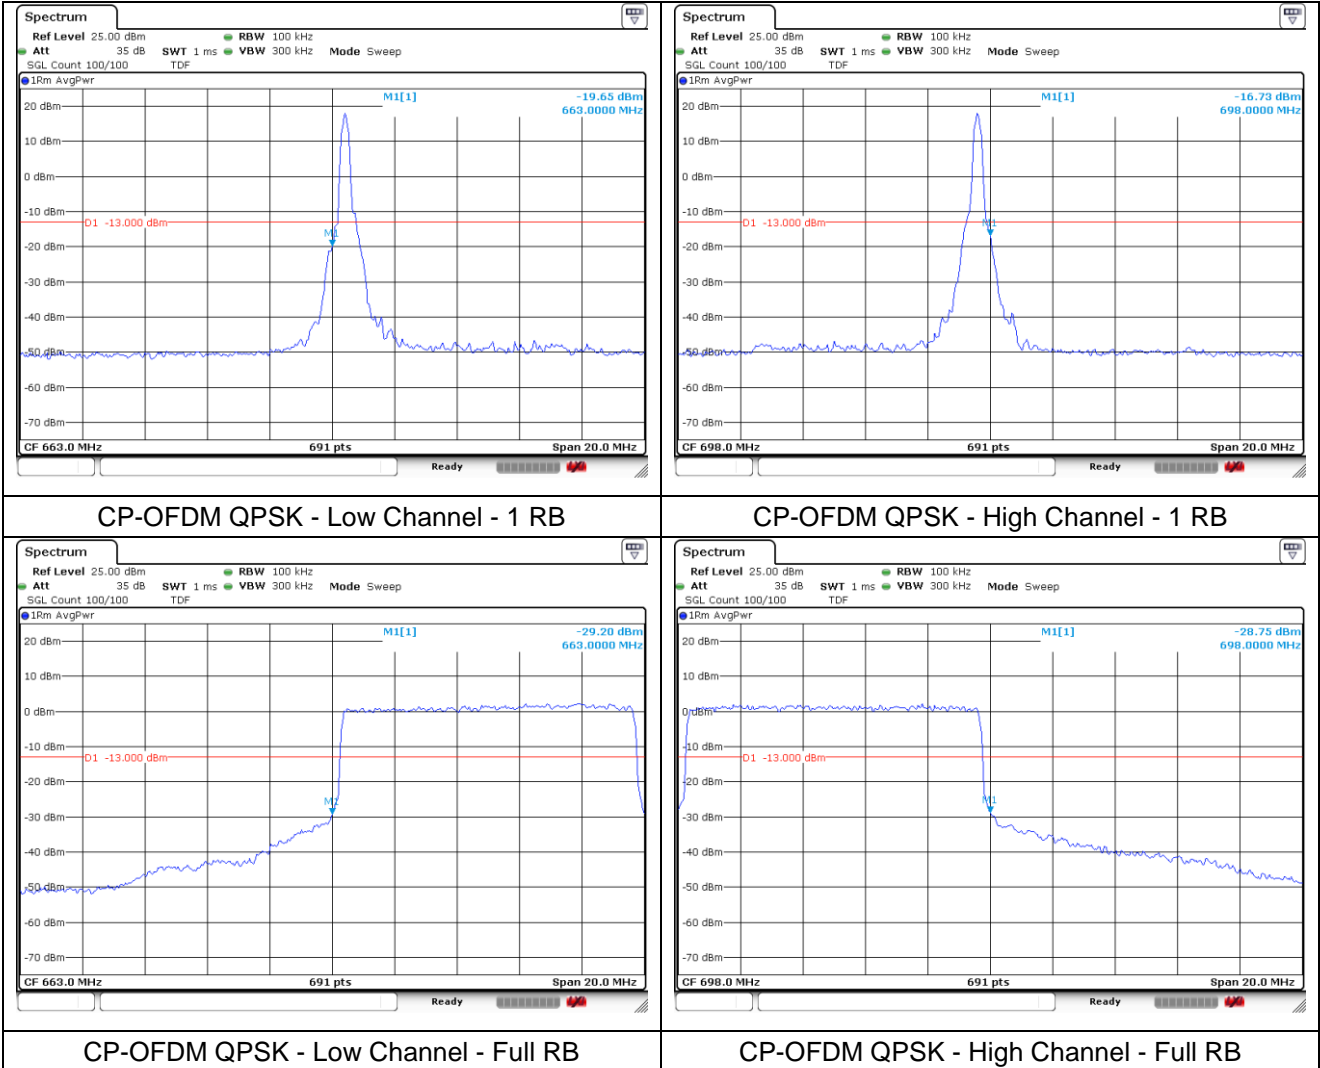 Spectrum
Ref Level 25.00 dBm RBW 100 kHz
Att 35 dB SWT 1 ms VBW 300 kHz Mode Sweep
SGL Count 100/100 TDF
1Rm AvgPwr
M1[1] -19.65 dBm
663.0000 MHz
20 dBm
10 dBm
0 dBm
-10 dBm
D1 -13.000 dBm
M1
-20 dBm
-30 dBm
-40 dBm
-50 dBm
-60 dBm
-70 dBm
CF 663.0 MHz 691 pts Span 20.0 MHz
Ready
CP-OFDM QPSK - Low Channel - 1 RB
Spectrum
Ref Level 25.00 dBm RBW 100 kHz
Att 35 dB SWT 1 ms VBW 300 kHz Mode Sweep
SGL Count 100/100 TDF
1Rm AvgPwr
M1[1] -16.73 dBm
698.0000 MHz
20 dBm
10 dBm
0 dBm
-10 dBm
D1 -13.000 dBm
M1
-20 dBm
-30 dBm
-40 dBm
-50 dBm
-60 dBm
-70 dBm
CF 698.0 MHz 691 pts Span 20.0 MHz
Ready
CP-OFDM QPSK - High Channel - 1 RB
Spectrum
Ref Level 25.00 dBm RBW 100 kHz
Att 35 dB SWT 1 ms VBW 300 kHz Mode Sweep
SGL Count 100/100 TDF
1Rm AvgPwr
M1[1] -29.20 dBm
663.0000 MHz
20 dBm
10 dBm
0 dBm
-10 dBm
D1 -13.000 dBm
-20 dBm
M1
-30 dBm
-40 dBm
-50 dBm
-60 dBm
-70 dBm
CF 663.0 MHz 691 pts Span 20.0 MHz
Ready
CP-OFDM QPSK - Low Channel - Full RB
Spectrum
Ref Level 25.00 dBm RBW 100 kHz
Att 35 dB SWT 1 ms VBW 300 kHz Mode Sweep
SGL Count 100/100 TDF
1Rm AvgPwr
M1[1] -28.75 dBm
698.0000 MHz
20 dBm
10 dBm
0 dBm
-10 dBm
D1 -13.000 dBm
-20 dBm
M1
-30 dBm
-40 dBm
-50 dBm
-60 dBm
-70 dBm
CF 698.0 MHz 691 pts Span 20.0 MHz
Ready
CP-OFDM QPSK - High Channel - Full RB